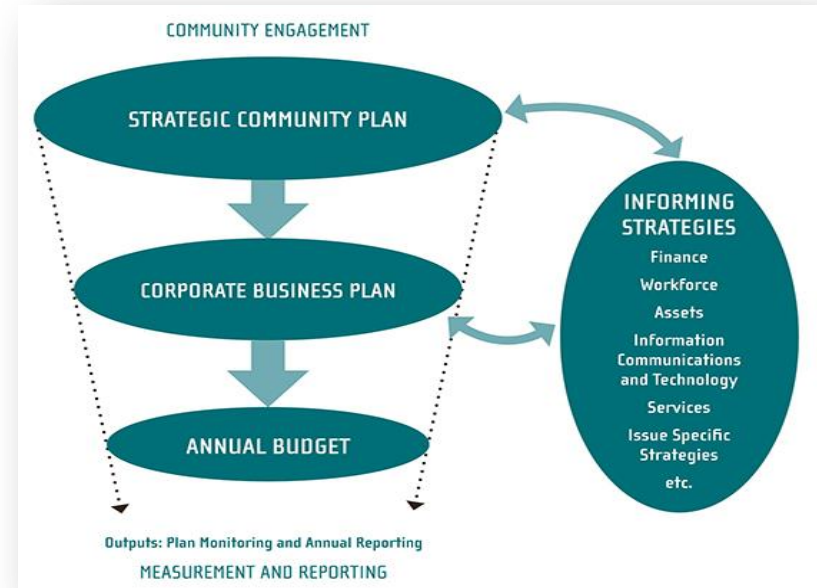 COMMUNITY ENGAGEMENT
STRATEGIC COMMUNITY PLAN
CORPORATE BUSINESS PLAN
ANNUAL BUDGET
Outputs: Plan Monitoring and Annual Reporting
MEASUREMENT AND REPORTING
INFORMING
STRATEGIES
Finance
Workforce
Assets
Information
Communications
and Technology
Services
Issue Specific
Strategies
etc.